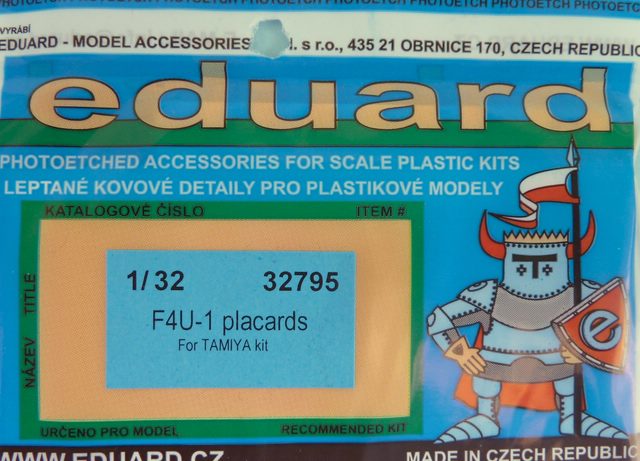 PHOTOETCH PHOTOETCH PHOTOETCH PHOTOETCH PHOTOETCH
VYRÁBÍ
EDUARD - MODEL ACCESSORIES . s r.o., 435 21 OBRNICE 170, CZECH REPUBLIC
eduard
PHOTOETCHED ACCESSORIES FOR SCALE PLASTIC KITS
LEPTANÉ KOVOVÉ DETAILY PRO PLASTIKOVÉ MODELY
KATALOGOVÉ ČÍSLO ITEM #
NÁZEV TITLE
1/32 32795
F4U-1 placards
For TAMIYA kit
e
URČENO PRO MODEL RECOMMENDED KIT
WWW.EDUARD.CZ MADE IN CZECH REPUBLIC